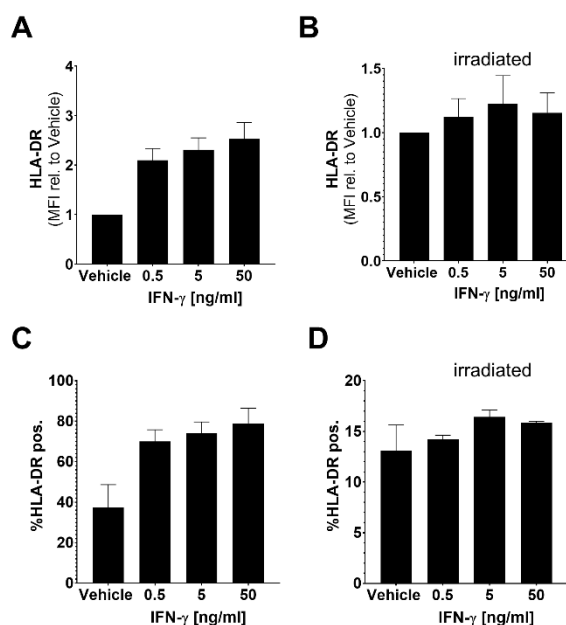 A
HLA-DR
(MFI rel. to Vehicle)
4
3
2
1
0
Vehicle 0.5 5 50
IFN-γ [ng/ml]
B
irradiated
HLA-DR
(MFI rel. to Vehicle)
1.5
1.0
0.5
0.0
Vehicle 0.5 5 50
IFN-γ [ng/ml]
C
%HLA-DR pos.
100
80
60
40
20
0
Vehicle 0.5 5 50
IFN-γ [ng/ml]
D
irradiated
%HLA-DR pos.
20
15
10
5
0
Vehicle 0.5 5 50
IFN-γ [ng/ml]